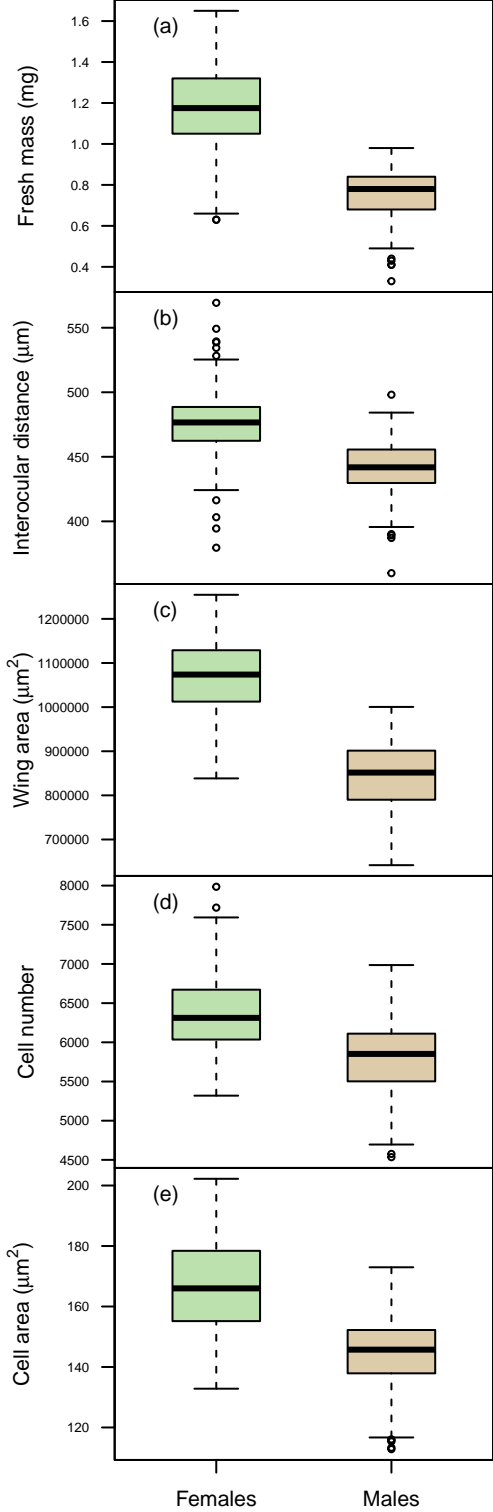 (a)
Fresh mass (mg)
1.6
1.4
1.2
1.0
0.8
0.6
0.4
(b)
Interocular distance (μm)
550
500
450
400
(c)
Wing area (μm²)
1200000
1100000
1000000
900000
800000
700000
(d)
Cell number
8000
7500
7000
6500
6000
5500
5000
4500
(e)
Cell area (μm²)
200
180
160
140
120
Females Males